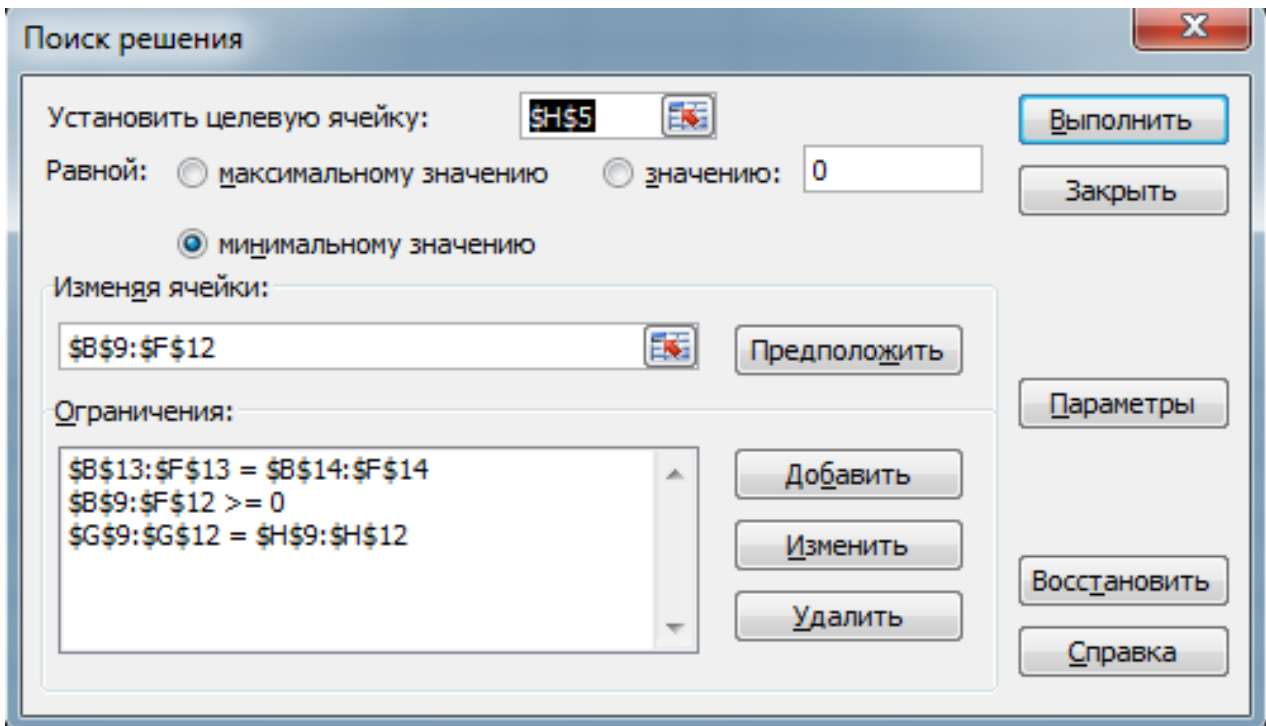 Поиск решения
Установить целевую ячейку: $H$5
Выполнить
Равной: максимальному значению значению: 0
Закрыть
минимальному значению
Изменяя ячейки:
$B$9:$F$12 Предположить
Параметры
Ограничения:
$B$13:$F$13 = $B$14:$F$14
$B$9:$F$12 >= 0
$G$9:$G$12 = $H$9:$H$12
Добавить
Изменить
Удалить
Восстановить
Справка